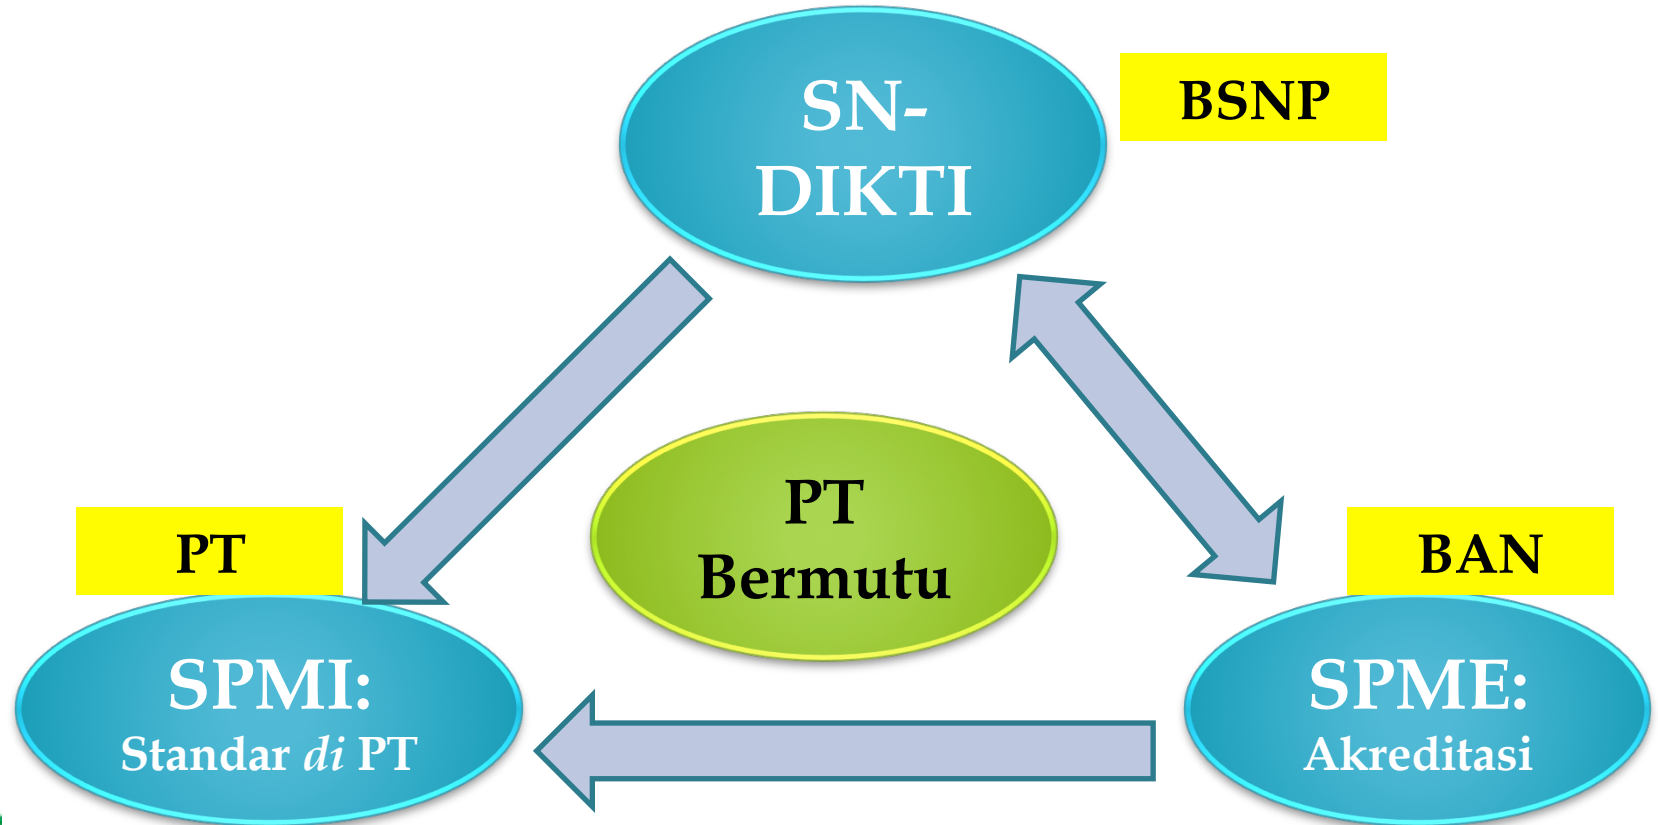 SN-
DIKTI
BSNP
PT
Bermutu
PT
SPMI:
Standar di PT
BAN
SPME:
Akreditasi